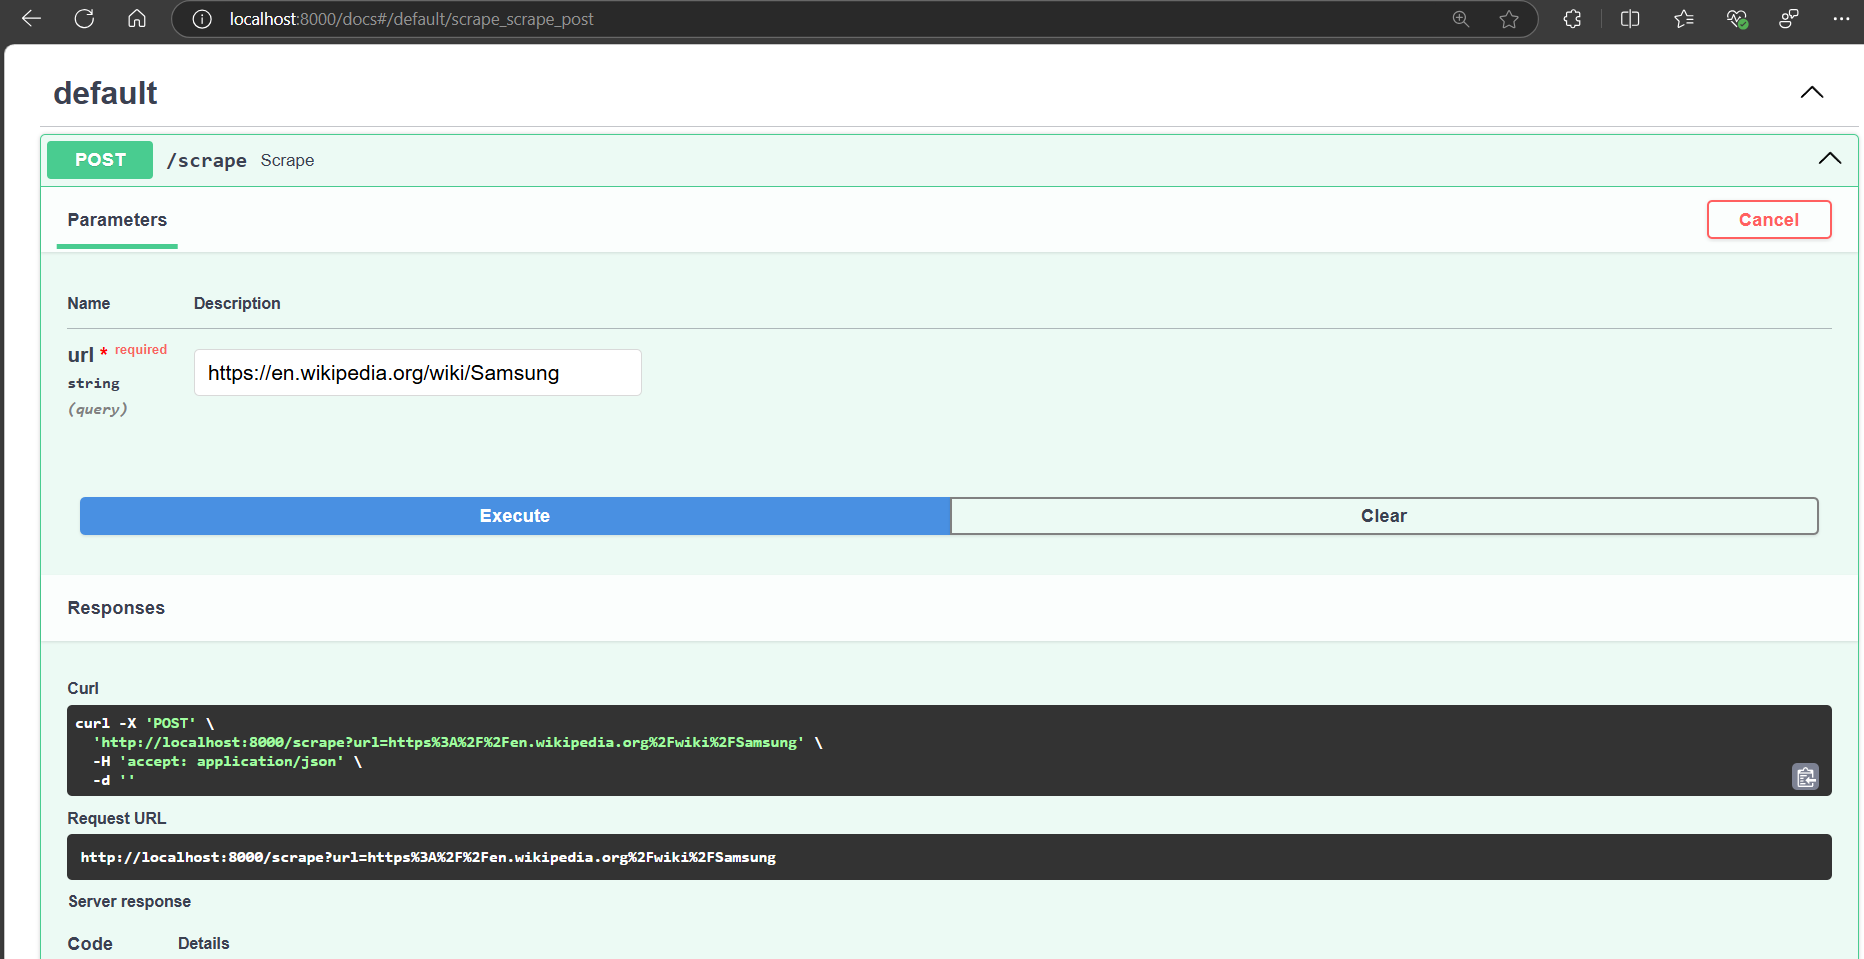 localhost:8000/docs#/default/scrape_scrape_post
default
POST /scrape Scrape
Parameters
Cancel
Name Description
url * required
string
(query)
https://en.wikipedia.org/wiki/Samsung
Execute Clear
Responses
Curl
curl -X 'POST' \
'http://localhost:8000/scrape?url=https%3A%2F%2Fen.wikipedia.org%2Fwiki%2FSamsung' \
-H 'accept: application/json' \
-d ''
Request URL
http://localhost:8000/scrape?url=https%3A%2F%2Fen.wikipedia.org%2Fwiki%2FSamsung
Server response
Code Details